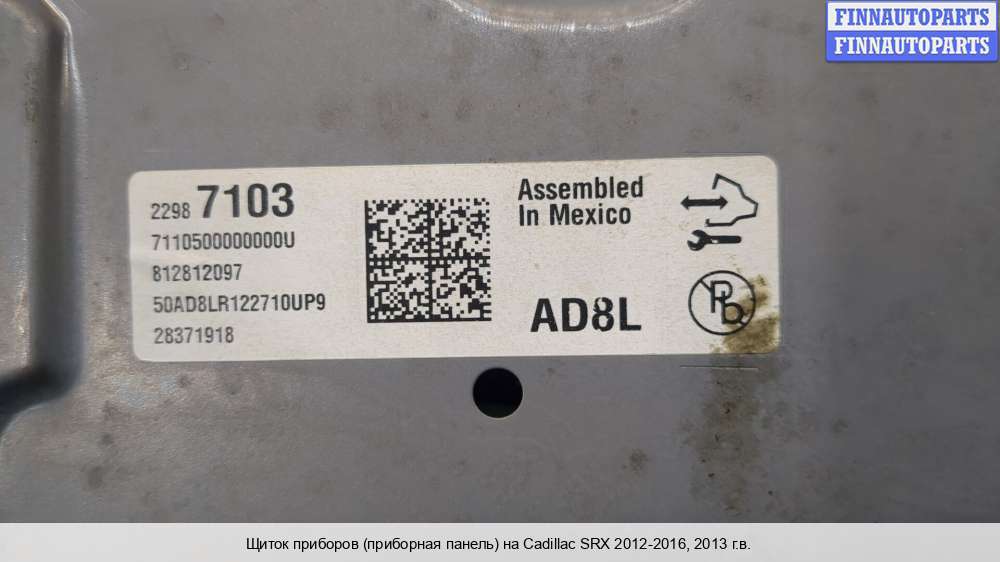 FINNAUTOPARTS
FINNAUTOPARTS
2298 7103
7110500000000U
812812097
50AD8LR122710UP9
28371918
Assembled
In Mexico
AD8L
Pb
Щиток приборов (приборная панель) на Cadillac SRX 2012-2016, 2013 г.в.